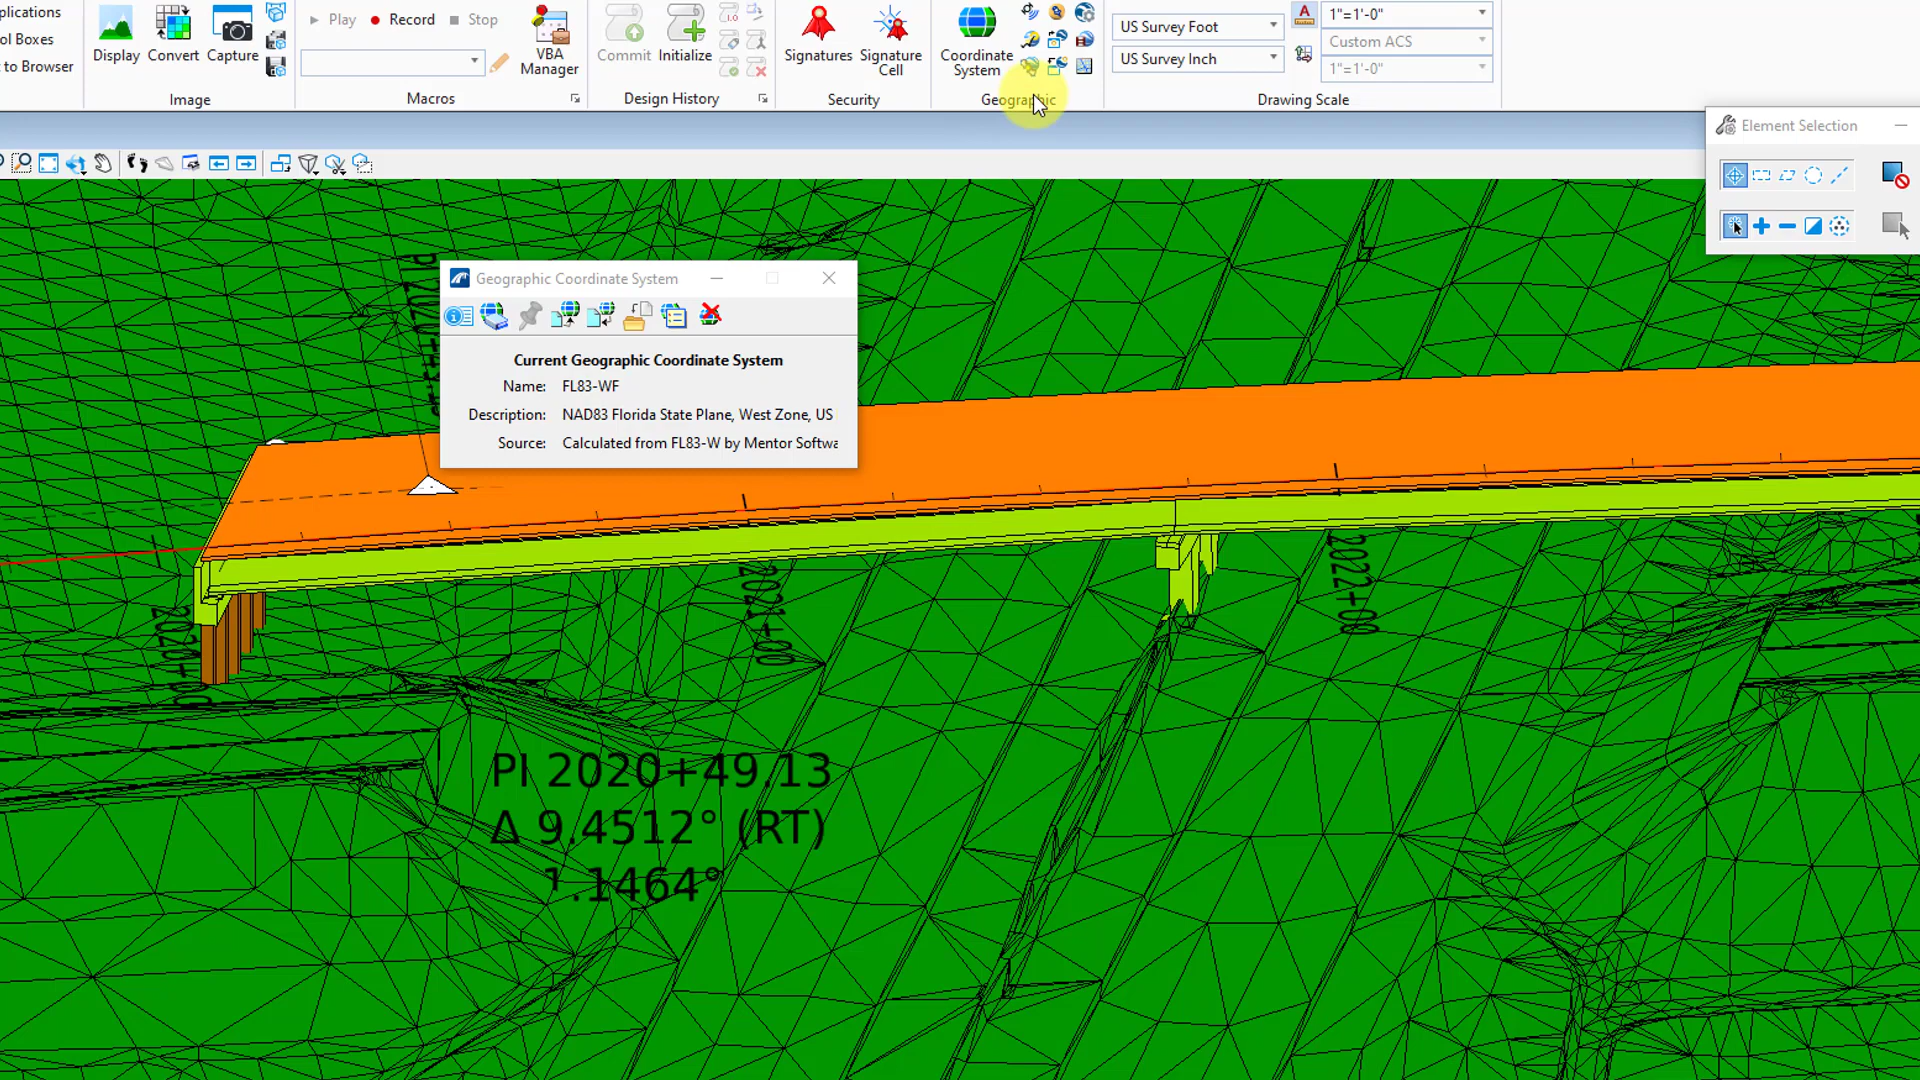 plications
ol Boxes
t to Browser
Display
Convert
Capture
Image
Play
Record
Stop
VBA
Manager
Macros
Commit
Initialize
1.0
Design History
Signatures
Signature
Cell
Security
Coordinate
System
Geographic
US Survey Foot
US Survey Inch
A
1"=1'-0"
Custom ACS
1"=1'-0"
Drawing Scale
Element Selection
Geographic Coordinate System
Current Geographic Coordinate System
Name: FL83-WF
Description: NAD83 Florida State Plane, West Zone, US
Source: Calculated from FL83-W by Mentor Softwa
2020+00
2021+00
2022+00
PI 2020+49.13
Δ 9.4512° (RT)
1.1464°